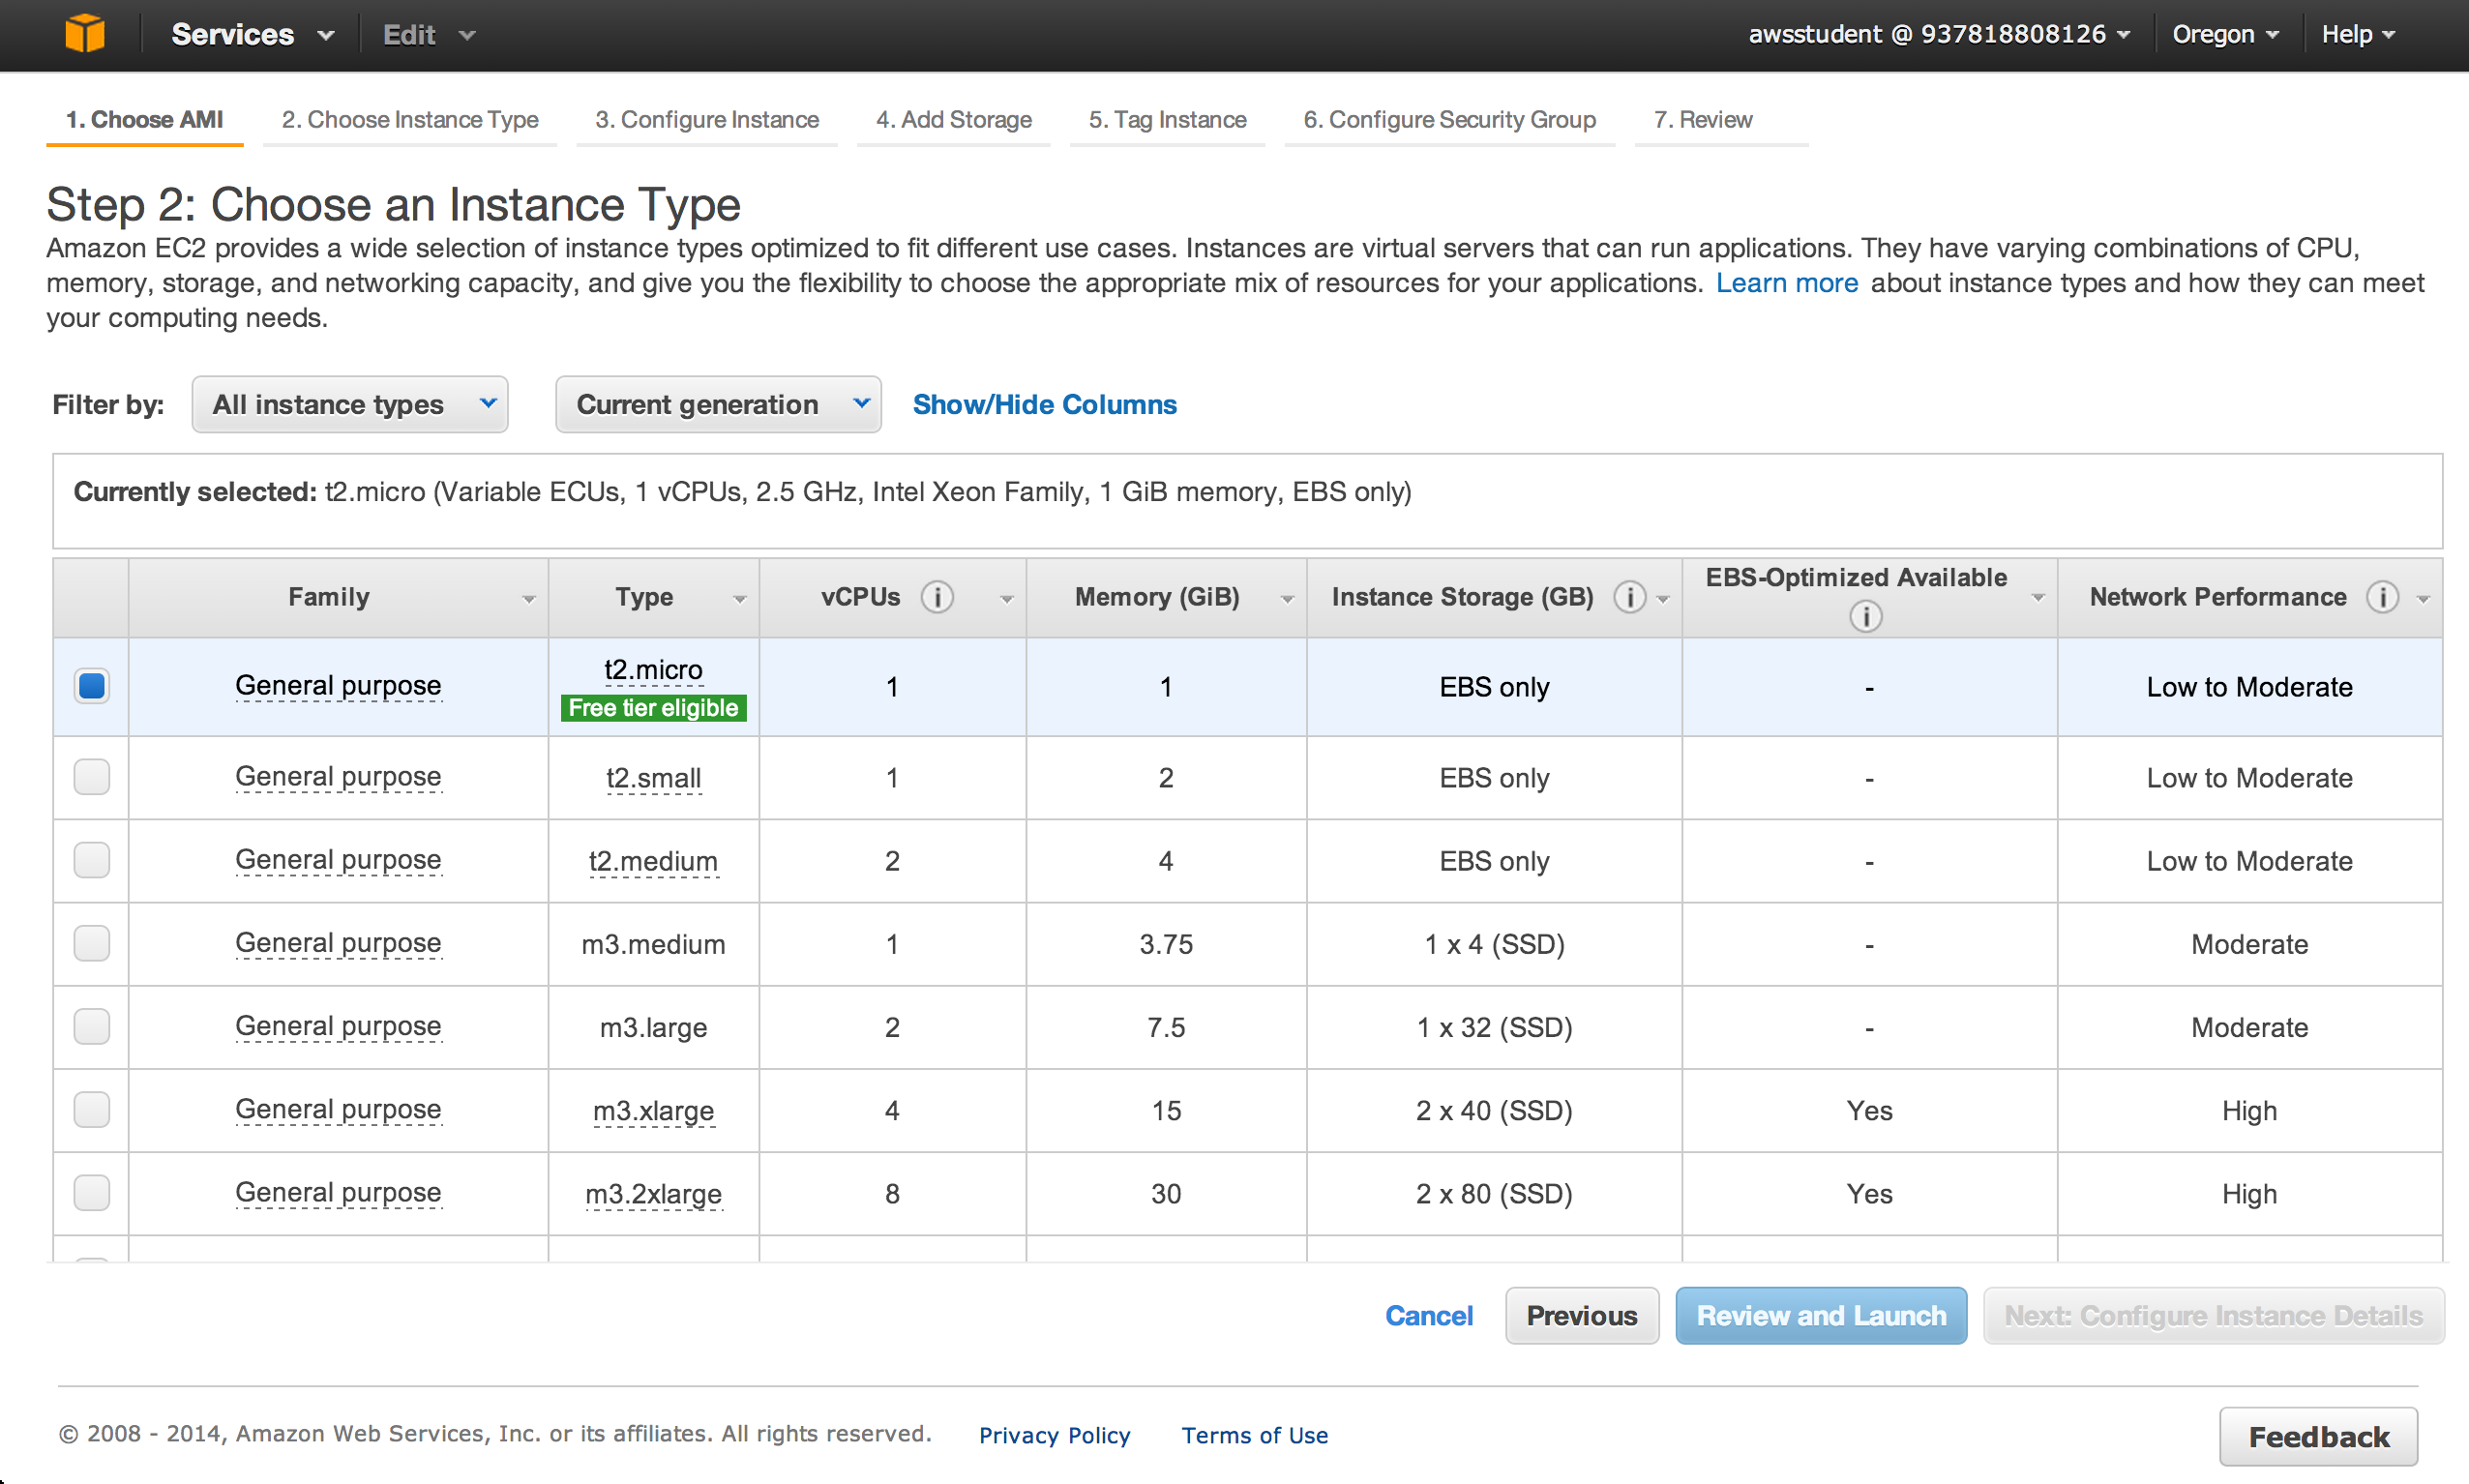 Services Edit awsstudent @ 937818808126 Oregon Help
1. Choose AMI 2. Choose Instance Type 3. Configure Instance 4. Add Storage 5. Tag Instance 6. Configure Security Group 7. Review
Step 2: Choose an Instance Type
Amazon EC2 provides a wide selection of instance types optimized to fit different use cases. Instances are virtual servers that can run applications. They have varying combinations of CPU,
memory, storage, and networking capacity, and give you the flexibility to choose the appropriate mix of resources for your applications. Learn more about instance types and how they can meet
your computing needs.
Filter by: All instance types Current generation Show/Hide Columns
Currently selected: t2.micro (Variable ECUs, 1 vCPUs, 2.5 GHz, Intel Xeon Family, 1 GiB memory, EBS only)
Family Type vCPUs i Memory (GiB) Instance Storage (GB) i EBS-Optimized Available i Network Performance i
General purpose t2.micro Free tier eligible 1 1 EBS only - Low to Moderate
General purpose t2.small 1 2 EBS only - Low to Moderate
General purpose t2.medium 2 4 EBS only - Low to Moderate
General purpose m3.medium 1 3.75 1 x 4 (SSD) - Moderate
General purpose m3.large 2 7.5 1 x 32 (SSD) - Moderate
General purpose m3.xlarge 4 15 2 x 40 (SSD) Yes High
General purpose m3.2xlarge 8 30 2 x 80 (SSD) Yes High
Cancel Previous Review and Launch Next: Configure Instance Details
© 2008 - 2014, Amazon Web Services, Inc. or its affiliates. All rights reserved. Privacy Policy Terms of Use Feedback